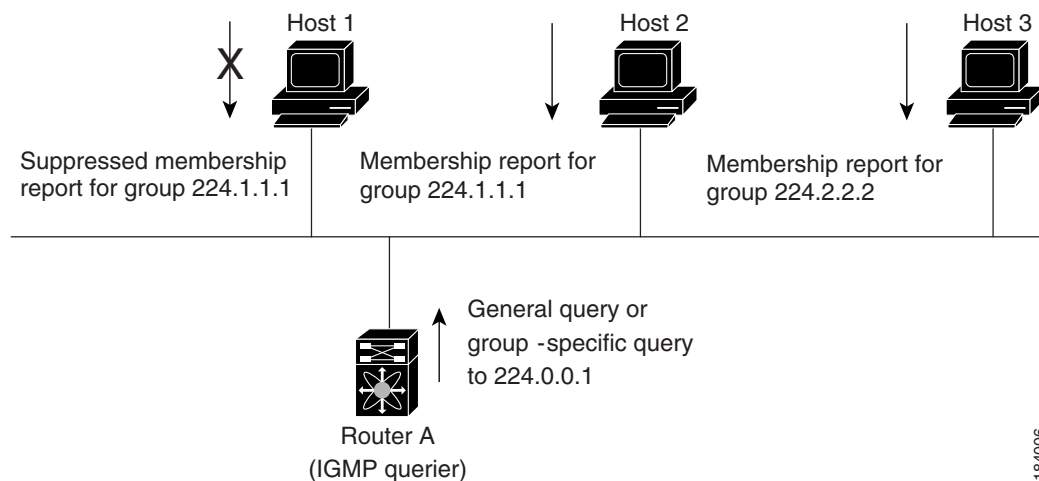 Host 1
Host 2
Host 3
X
Suppressed membership
report for group 224.1.1.1
Membership report for
group 224.1.1.1
Membership report for
group 224.2.2.2
General query or
group -specific query
to 224.0.0.1
Router A
(IGMP querier)
184006